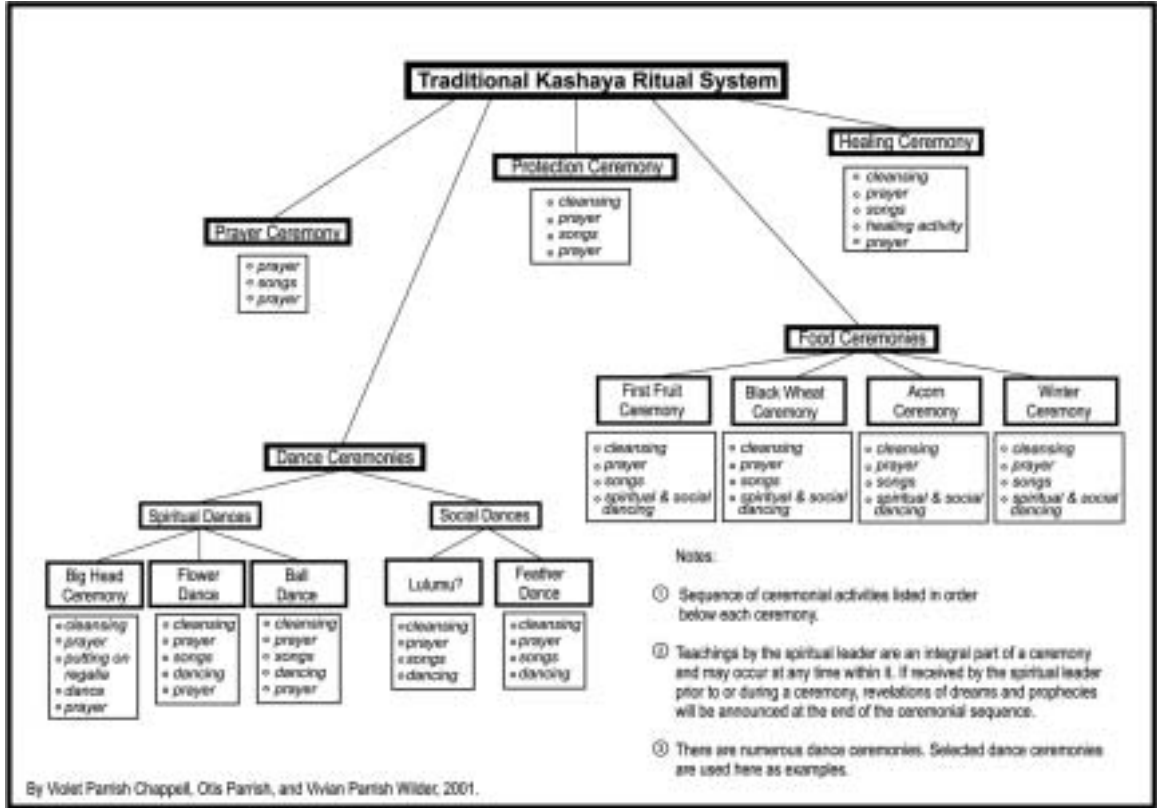 Traditional Kashaya Ritual System
Healing Ceremony
cleansing
prayer
songs
healing activity
prayer
Protection Ceremony
cleansing
prayer
songs
prayer
Prayer Ceremony
prayer
songs
prayer
Food Ceremonies
First Fruit
Ceremony
cleansing
prayer
songs
spiritual & social
dancing
Black Wheat
Ceremony
cleansing
prayer
songs
spiritual & social
dancing
Acorn
Ceremony
cleansing
prayer
songs
spiritual & social
dancing
Winter
Ceremony
cleansing
prayer
songs
spiritual & social
dancing
Dance Ceremonies
Spiritual Dances
Big Head
Ceremony
cleansing
prayer
putting on
regalia
dance
prayer
Flower
Dance
cleansing
prayer
songs
dancing
prayer
Ball
Dance
cleansing
prayer
songs
dancing
prayer
Social Dances
Lulumu?
cleansing
prayer
songs
dancing
Feather
Dance
cleansing
prayer
songs
dancing
Notes:
① Sequence of ceremonial activities listed in order
below each ceremony.
② Teachings by the spiritual leader are an integral part of a ceremony
and may occur at any time within it. If received by the spiritual leader
prior to or during a ceremony, revelations of dreams and prophecies
will be announced at the end of the ceremonial sequence.
③ There are numerous dance ceremonies. Selected dance ceremonies
are used here as examples.
By Violet Parrish Chappell, Otis Parrish, and Vivian Parrish Wilder, 2001.